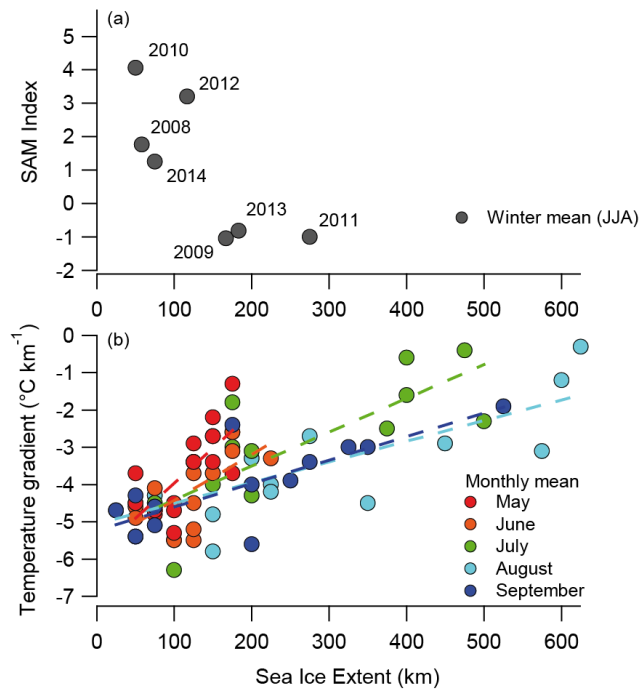 (a)
5
4
3
2
1
0
-1
-2
SAM Index
2010
2012
2008
2014
2013
2011
2009
Winter mean (JJA)
0 100 200 300 400 500 600
(b)
0
-1
-2
-3
-4
-5
-6
-7
Temperature gradient (°C km⁻¹)
Monthly mean
May
June
July
August
September
0 100 200 300 400 500 600
Sea Ice Extent (km)